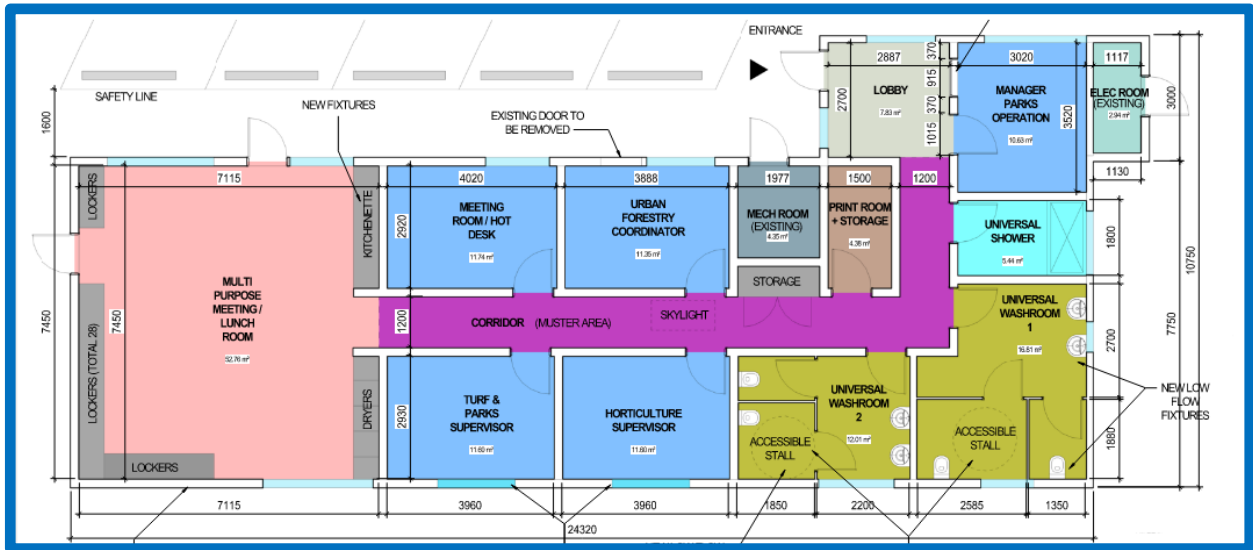 ENTRANCE
2887
370
3020
1117
SAFETY LINE
NEW FIXTURES
EXISTING DOOR TO
BE REMOVED
1600
2700
LOBBY
7.83 m²
915
370
1015
MANAGER
PARKS
OPERATION
10.63 m²
3520
ELEC ROOM
(EXISTING)
2.94 m²
3000
1130
7115
4020
3888
1977
1500
1200
LOCKERS
KITCHENETTE
2920
MEETING
ROOM / HOT
DESK
11.74 m²
URBAN
FORESTRY
COORDINATOR
11.35 m²
MECH ROOM
(EXISTING)
4.35 m²
PRINT ROOM
+ STORAGE
4.38 m²
UNIVERSAL
SHOWER
5.44 m²
1800
10750
7450
7450
MULTI
PURPOSE
MEETING /
LUNCH
ROOM
52.76 m²
STORAGE
1200
CORRIDOR (MUSTER AREA)
SKYLIGHT
UNIVERSAL
WASHROOM
1
16.81 m²
2700
7750
LOCKERS (TOTAL 28)
DRYERS
2930
TURF &
PARKS
SUPERVISOR
11.60 m²
HORTICULTURE
SUPERVISOR
11.60 m²
UNIVERSAL
WASHROOM
2
12.01 m²
ACCESSIBLE
STALL
ACCESSIBLE
STALL
1880
NEW LOW
FLOW
FIXTURES
LOCKERS
7115
3960
3960
1850
2200
2585
1350
24320